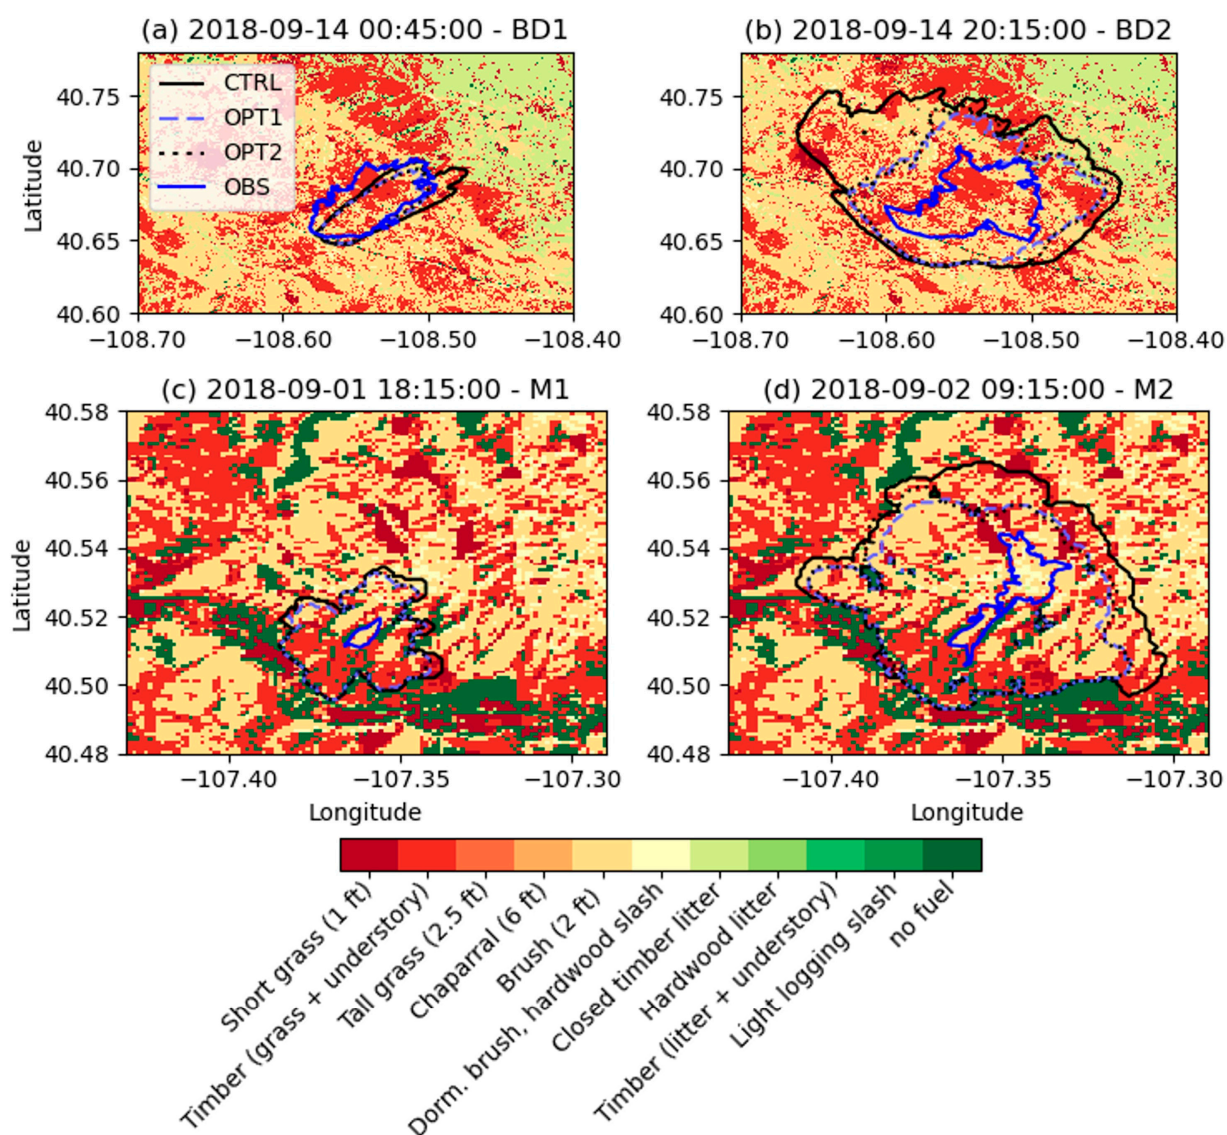 (a) 2018-09-14 00:45:00 - BD1
(b) 2018-09-14 20:15:00 - BD2
CTRL
OPT1
OPT2
OBS
Latitude
40.75
40.70
40.65
40.60
−108.70
−108.60
−108.50
−108.40
40.75
40.70
40.65
40.60
−108.70
−108.60
−108.50
−108.40
(c) 2018-09-01 18:15:00 - M1
(d) 2018-09-02 09:15:00 - M2
Latitude
40.58
40.56
40.54
40.52
40.50
40.48
−107.40
−107.35
−107.30
Longitude
40.58
40.56
40.54
40.52
40.50
40.48
−107.40
−107.35
−107.30
Longitude
Short grass (1 ft)
Timber (grass + understory)
Tall grass (2.5 ft)
Chaparral (6 ft)
Brush (2 ft)
Dorm. brush, hardwood slash
Closed timber litter
Hardwood litter
Timber (litter + understory)
Light logging slash
no fuel